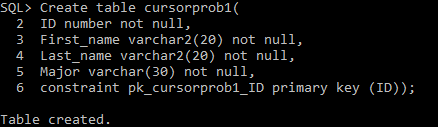 SQL> Create table cursorprob1(
2 ID number not null,
3 First_name varchar2(20) not null,
4 Last_name varchar2(20) not null,
5 Major varchar(30) not null,
6 constraint pk_cursorprob1_ID primary key (ID));
Table created.